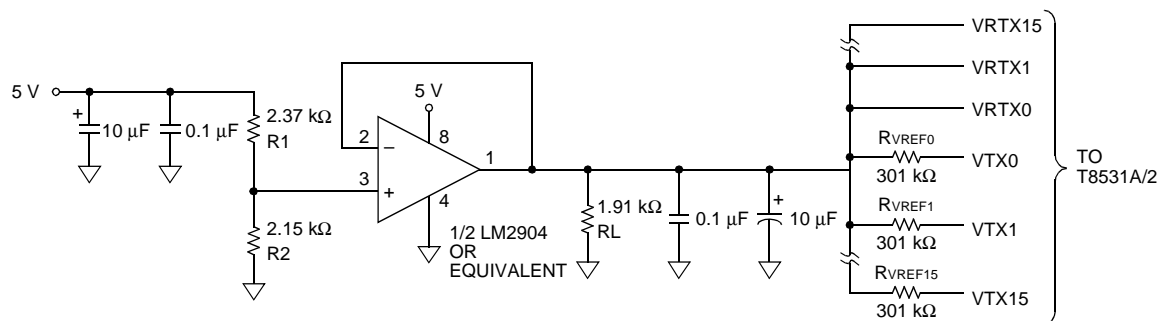 VRTX15
VRTX1
VRTX0
5 V
+
10 μF
0.1 μF
2.37 kΩ
R1
2.15 kΩ
R2
5 V
2
−
8
1
3
+
4
1/2 LM2904
OR
EQUIVALENT
1.91 kΩ
RL
0.1 μF
+
10 μF
RVREF0
301 kΩ
VTX0
RVREF1
301 kΩ
VTX1
RVREF15
301 kΩ
VTX15
TO
T8531A/2